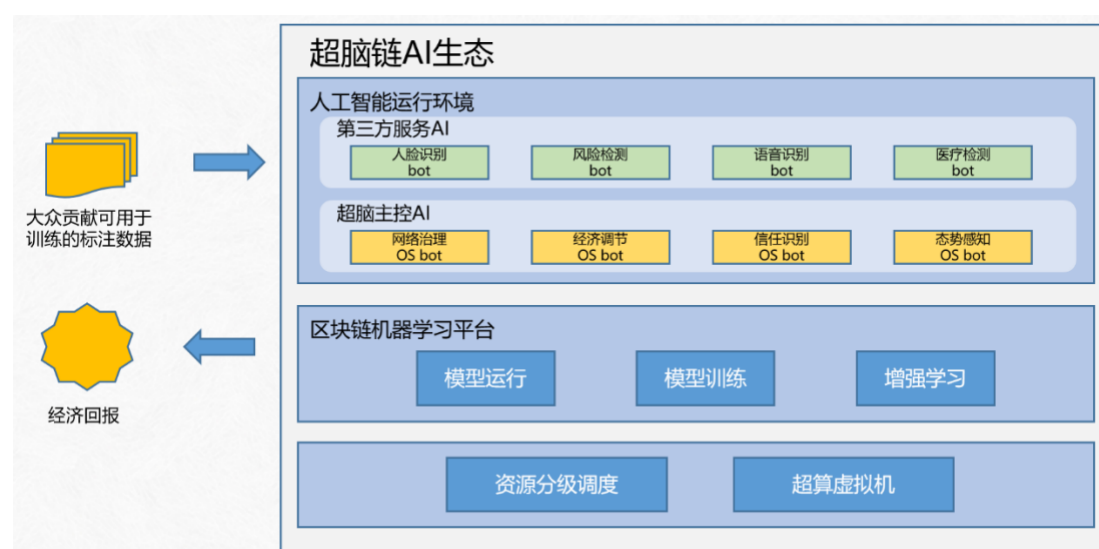 超脑链AI生态
人工智能运行环境
第三方服务AI
人脸识别
bot
风险检测
bot
语音识别
bot
医疗检测
bot
超脑主控AI
网络治理
OS bot
经济调节
OS bot
信任识别
OS bot
态势感知
OS bot
大众贡献可用于
训练的标注数据
经济回报
区块链机器学习平台
模型运行
模型训练
增强学习
资源分级调度
超算虚拟机